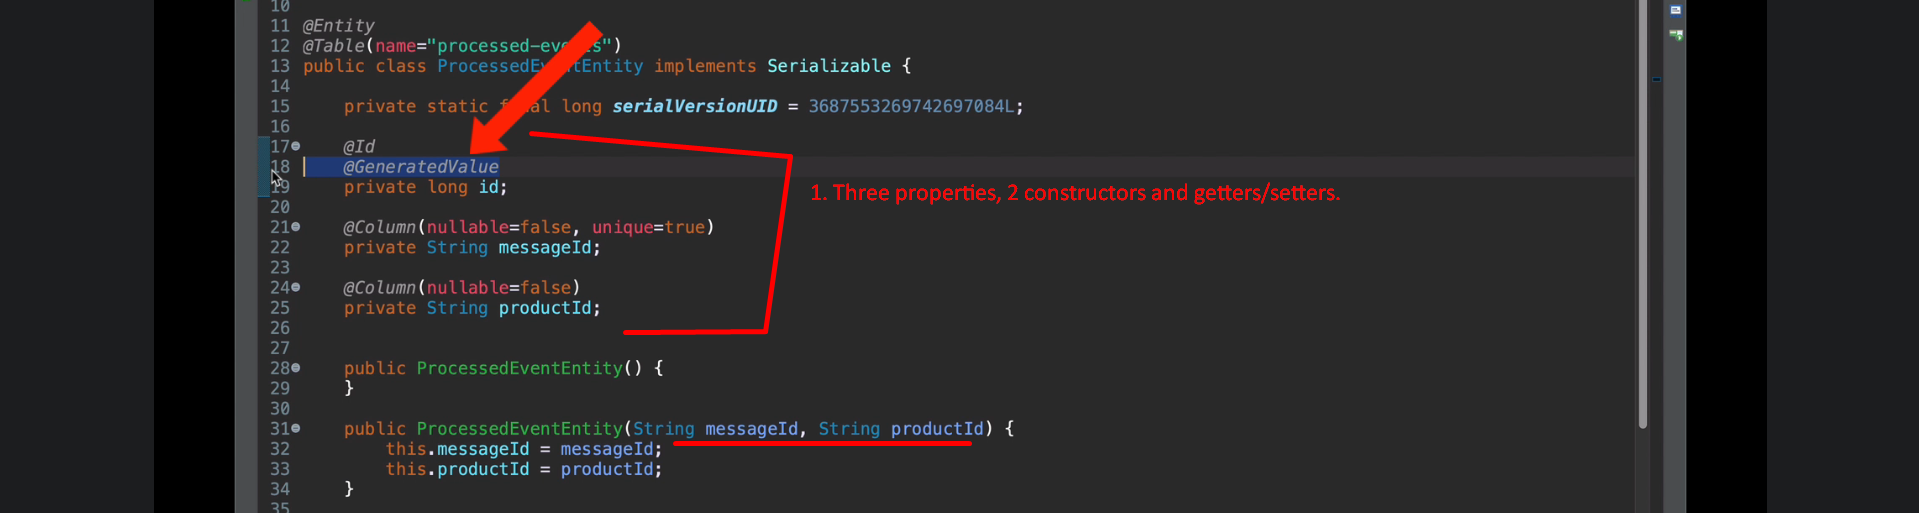 10
11 @Entity
12 @Table(name="processed-events")
13 public class ProcessedEventEntity implements Serializable {
14
15 private static final long serialVersionUID = 3687553269742697084L;
16
17 @Id
18 @GeneratedValue
19 private long id;
1. Three properties, 2 constructors and getters/setters.
20
21 @Column(nullable=false, unique=true)
22 private String messageId;
23
24 @Column(nullable=false)
25 private String productId;
26
27
28 public ProcessedEventEntity() {
29 }
30
31 public ProcessedEventEntity(String messageId, String productId) {
32 this.messageId = messageId;
33 this.productId = productId;
34 }
35